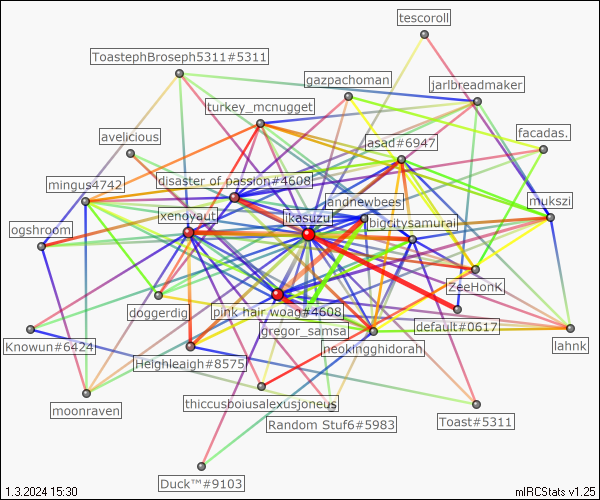 tescoroll
ToastephBroseph5311#5311
gazpachoman
jarlbreadmaker
turkey_mcnugget
avelicious
asad#6947
facadas.
mingus4742
disaster of passion#4608
andnewbees
mukszi
xenoyaut
ikasuzu
bigcitysamurai
ogshroom
ZeeHonK
doggerdig
pink hair woag#4608
default#0617
gregor_samsa
Knowun#6424
neokingghidorah
lahnk
Heighleaigh#8575
moonraven
thiccusboiusalexusjoneus
Random Stuf6#5983
Toast#5311
Duck™#9103
1.3.2024 15:30
mIRCStats v1.25